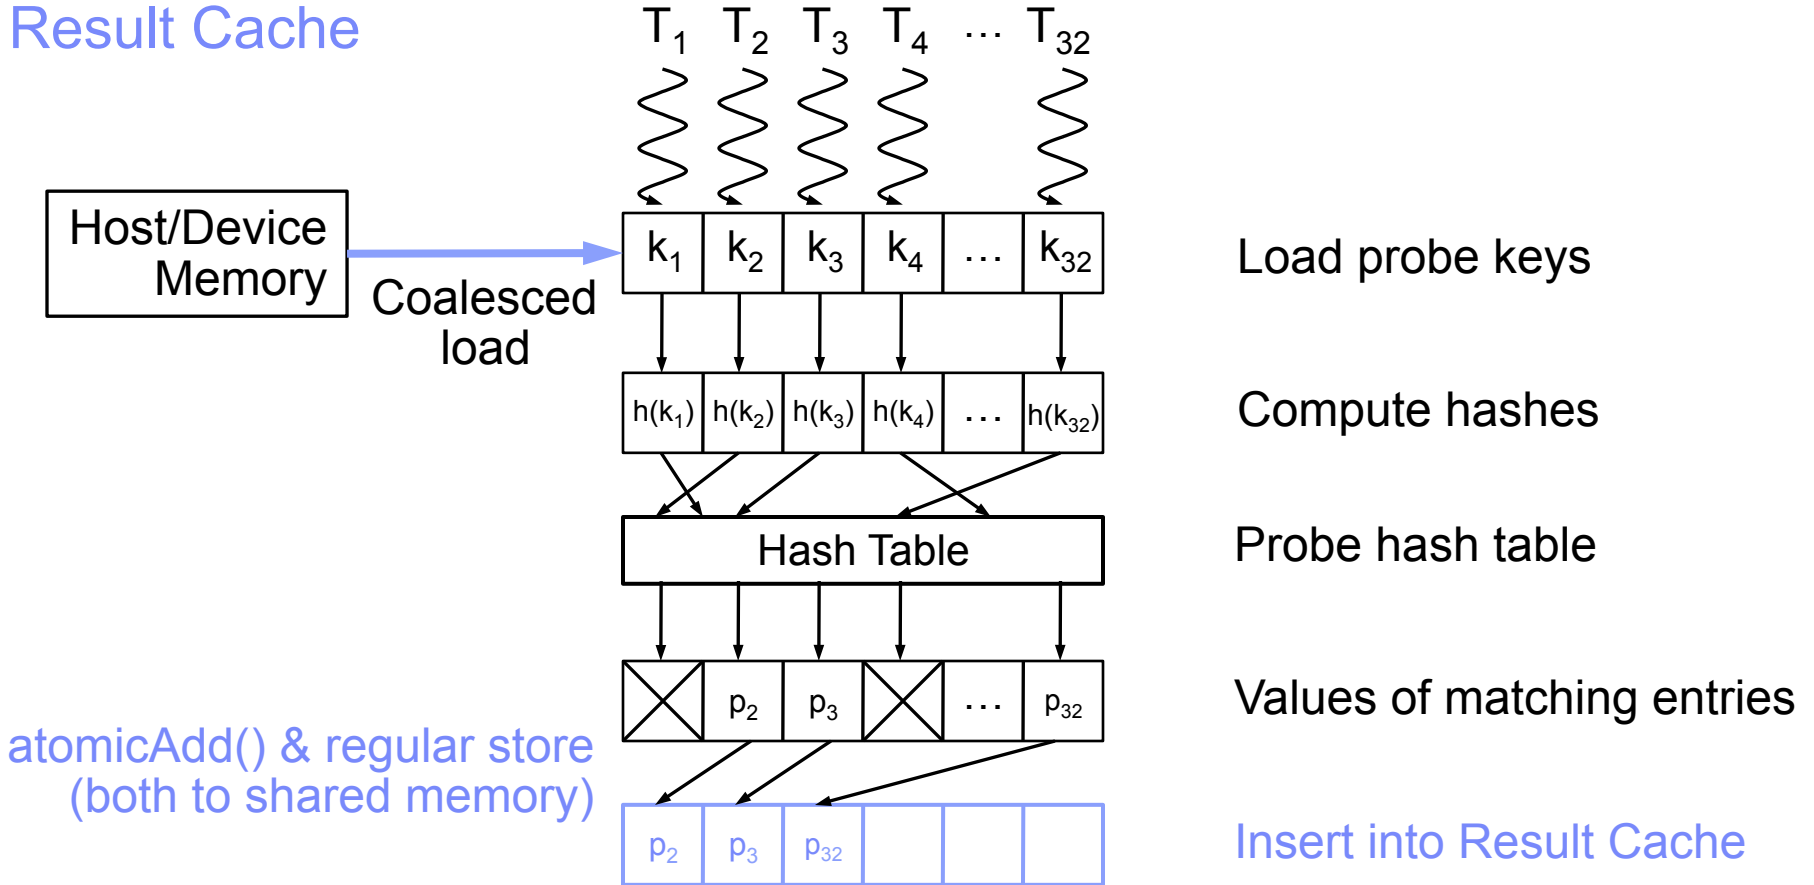 Result Cache
T1 T2 T3 T4 ... T32
Host/Device
Memory
Coalesced
load
k1 k2 k3 k4 ... k32
Load probe keys
h(k1) h(k2) h(k3) h(k4) ... h(k32)
Compute hashes
Hash Table
Probe hash table
p2 p3 ... p32
Values of matching entries
atomicAdd() & regular store
(both to shared memory)
p2 p3 p32
Insert into Result Cache